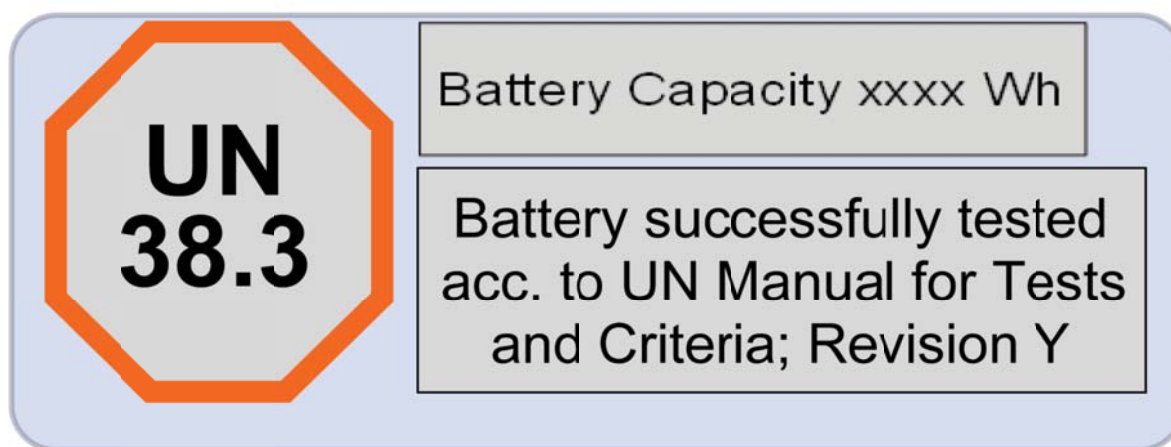 UN
38.3
Battery Capacity xxxx Wh
Battery successfully tested
acc. to UN Manual for Tests
and Criteria; Revision Y